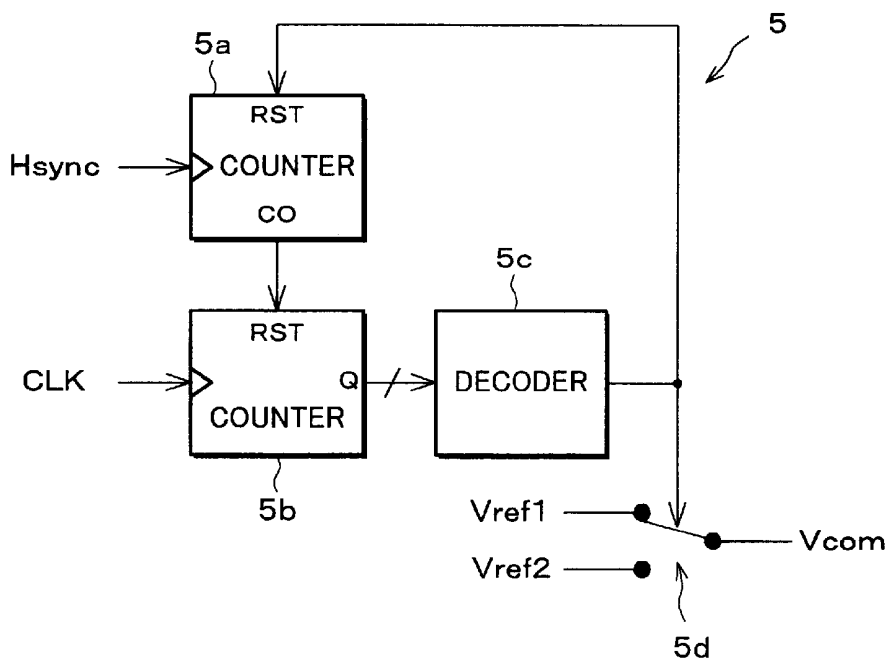 5
5a
RST
Hsync
COUNTER
CO
5c
RST
CLK
Q
DECODER
COUNTER
5b
Vref1
Vcom
Vref2
5d